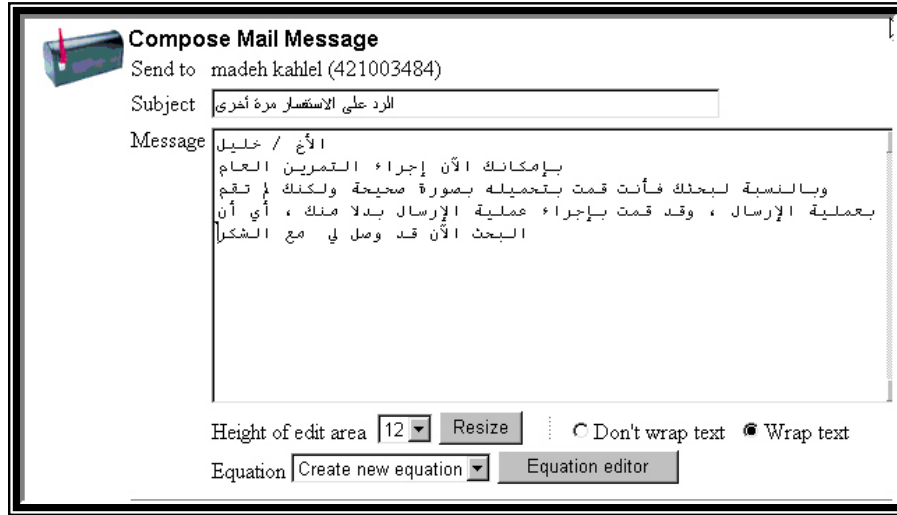 Compose Mail Message
Send to madeh kahlel (421003484)
Subject الرد على الاستفسار مرة أخرى
Message الأخ / خليل
بإمكانك الآن إجراء التمرين العام
وبالنسبة لبحثك فأنت قمت بتحميله بصورة صحيحة ولكنك لم تقم
بعملية الإرسال ، وقد قمت بإجراء عملية الإرسال بدلا منك ، أي أن
البحث الآن قد وصل لي مع الشكر
Height of edit area 12 Resize Don't wrap text Wrap text
Equation Create new equation Equation editor